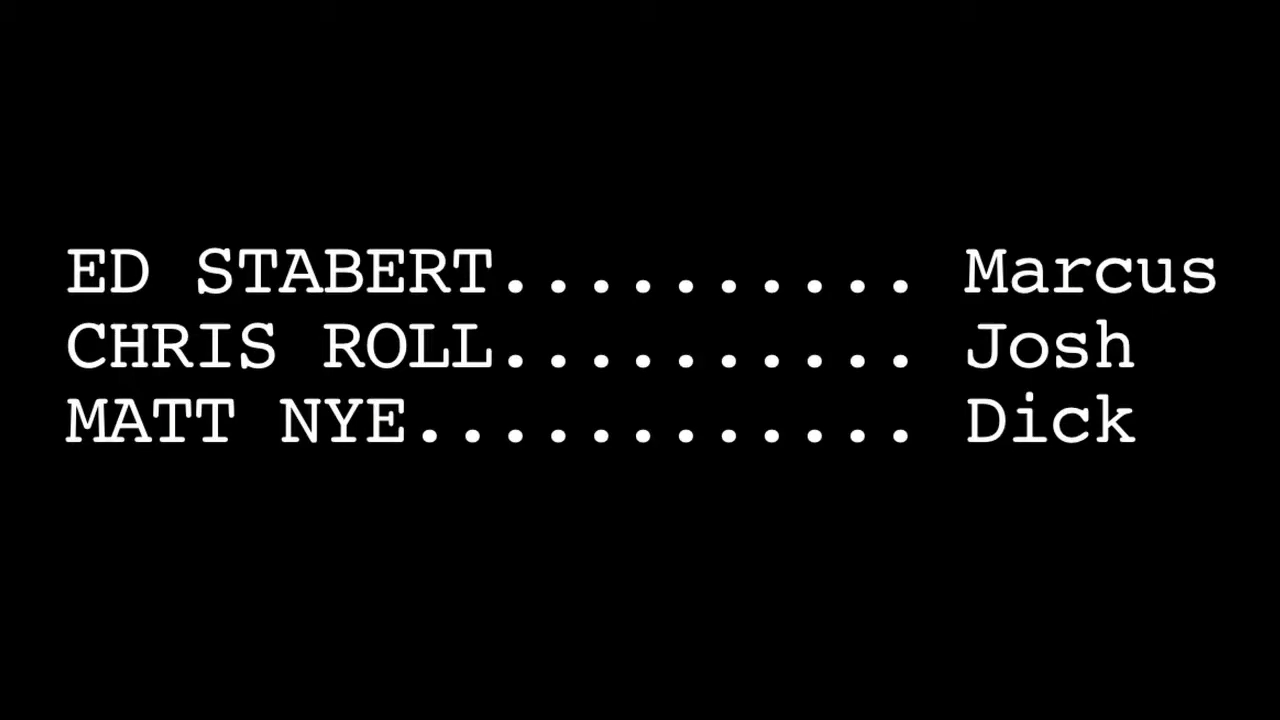 ED STABERT.......... Marcus
CHRIS ROLL.......... Josh
MATT NYE............ Dick